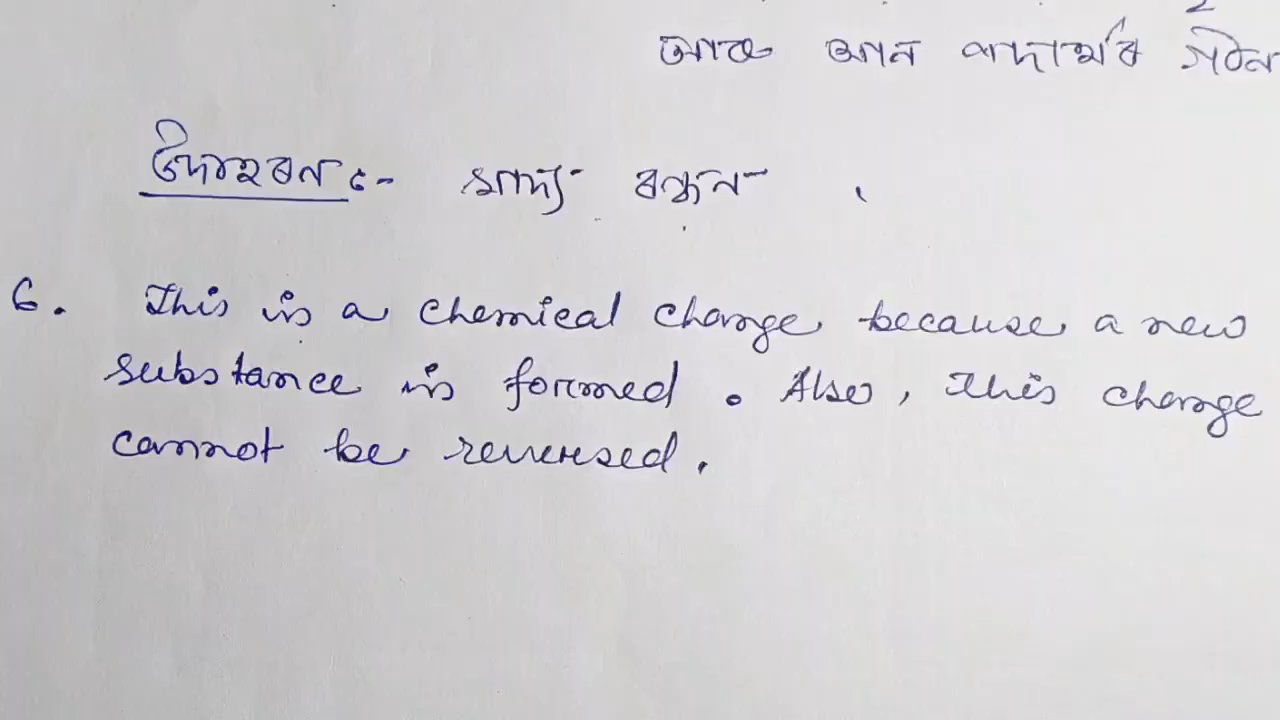 আৰু আন পদাৰ্থৰ গঠন
উদাহৰন ঃ- খাদ্য ৰন্ধন ,
6. This is a chemical change because a new
substance is formed. Also, this change
cannot be reversed.